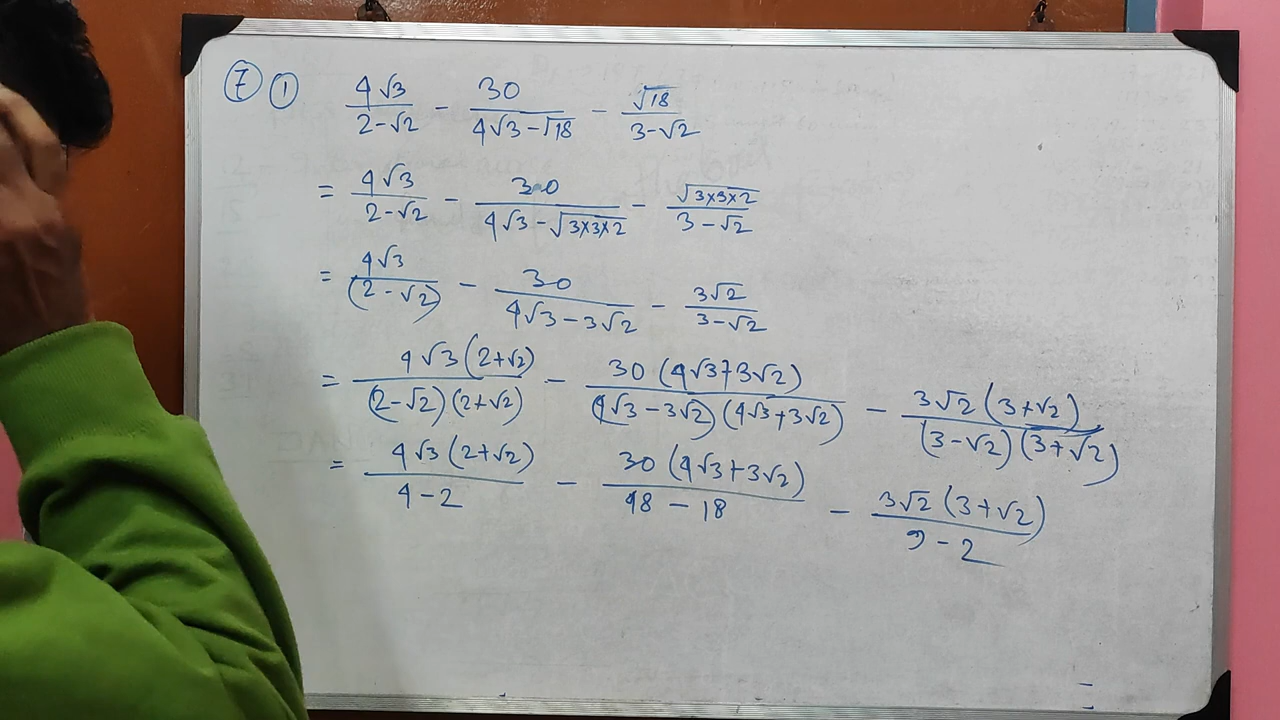 ⑦ ① 4√3/(2-√2) - 30/(4√3-√18) - √18/(3-√2)
= 4√3/(2-√2) - 30/(4√3-√(3×3×2)) - √(3×3×2)/(3-√2)
= 4√3/(2-√2) - 30/(4√3-3√2) - 3√2/(3-√2)
= 4√3(2+√2)/((2-√2)(2+√2)) - 30(4√3+3√2)/((4√3-3√2)(4√3+3√2)) - 3√2(3+√2)/((3-√2)(3+√2))
= 4√3(2+√2)/(4-2) - 30(4√3+3√2)/(48-18) - 3√2(3+√2)/(9-2)